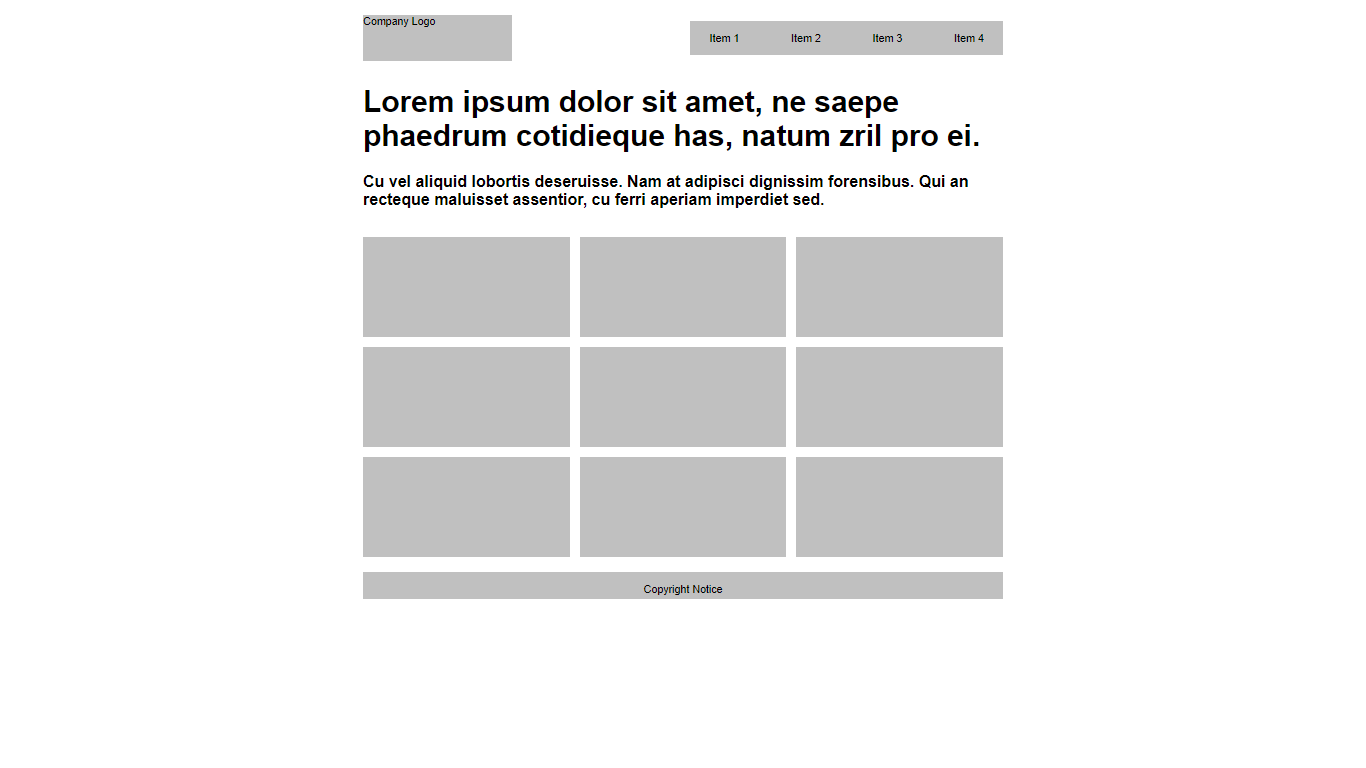 Company Logo
Item 1 Item 2 Item 3 Item 4
Lorem ipsum dolor sit amet, ne saepe
phaedrum cotidieque has, natum zril pro ei.
Cu vel aliquid lobortis deseruisse. Nam at adipisci dignissim forensibus. Qui an
recteque maluisset assentior, cu ferri aperiam imperdiet sed.
Copyright Notice